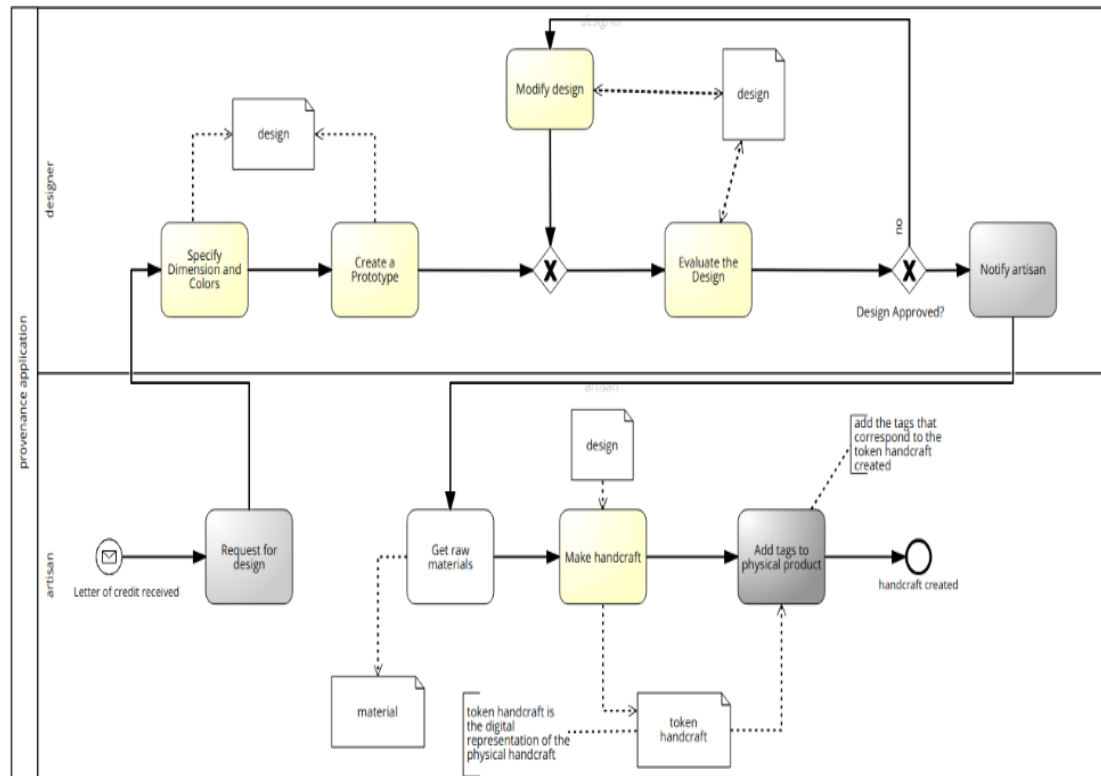 provenance application
designer
designer
Modify design
design
design
Specify
Dimension and
Colors
Create a
Prototype
X
Evaluate the
Design
no
X
Design Approved?
Notify artisan
artisan
artisan
Letter of credit received
Request for
design
Get raw
materials
design
Make handcraft
add the tags that
correspond to the
token handcraft
created
Add tags to
physical product
handcraft created
material
token handcraft is
the digital
representation of the
physical handcraft
token
handcraft